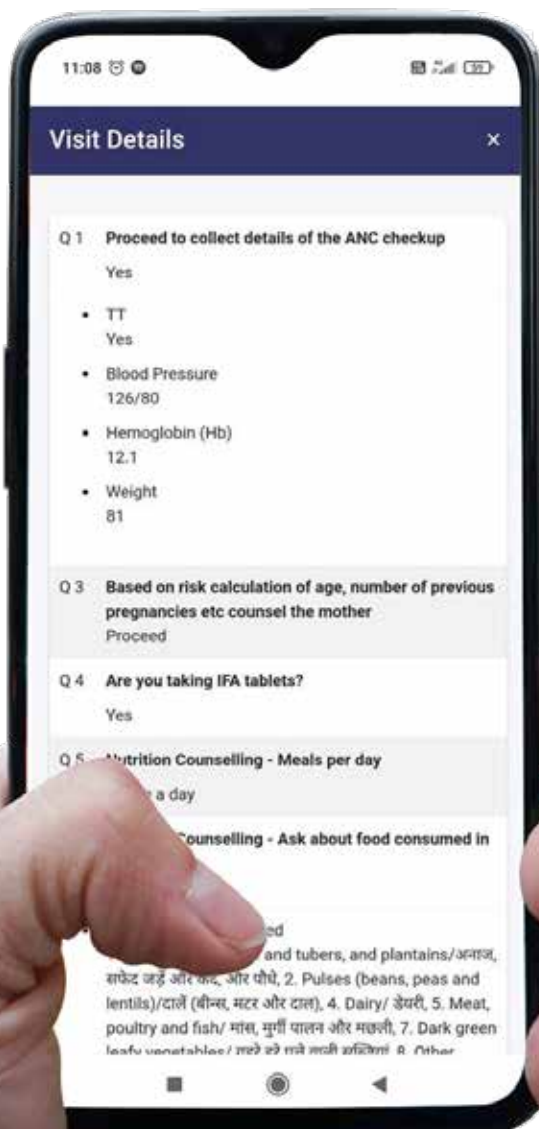 11:08
Visit Details
×
Q 1 Proceed to collect details of the ANC checkup
Yes
• TT
Yes
• Blood Pressure
126/80
• Hemoglobin (Hb)
12.1
• Weight
81
Q 3 Based on risk calculation of age, number of previous
pregnancies etc counsel the mother
Proceed
Q 4 Are you taking IFA tablets?
Yes
Q 5 Nutrition Counselling - Meals per day
a day
Counselling - Ask about food consumed in
and tubers, and plantains/अनाज,
सफेद जड़ें और कंद, और पौधे, 2. Pulses (beans, peas and
lentils)/दालें (बीन्स, मटर और दाल), 4. Dairy/ डेयरी, 5. Meat,
poultry and fish/ मांस, मुर्गी पालन और मछली, 7. Dark green
leafy vegetables/ 8. Other